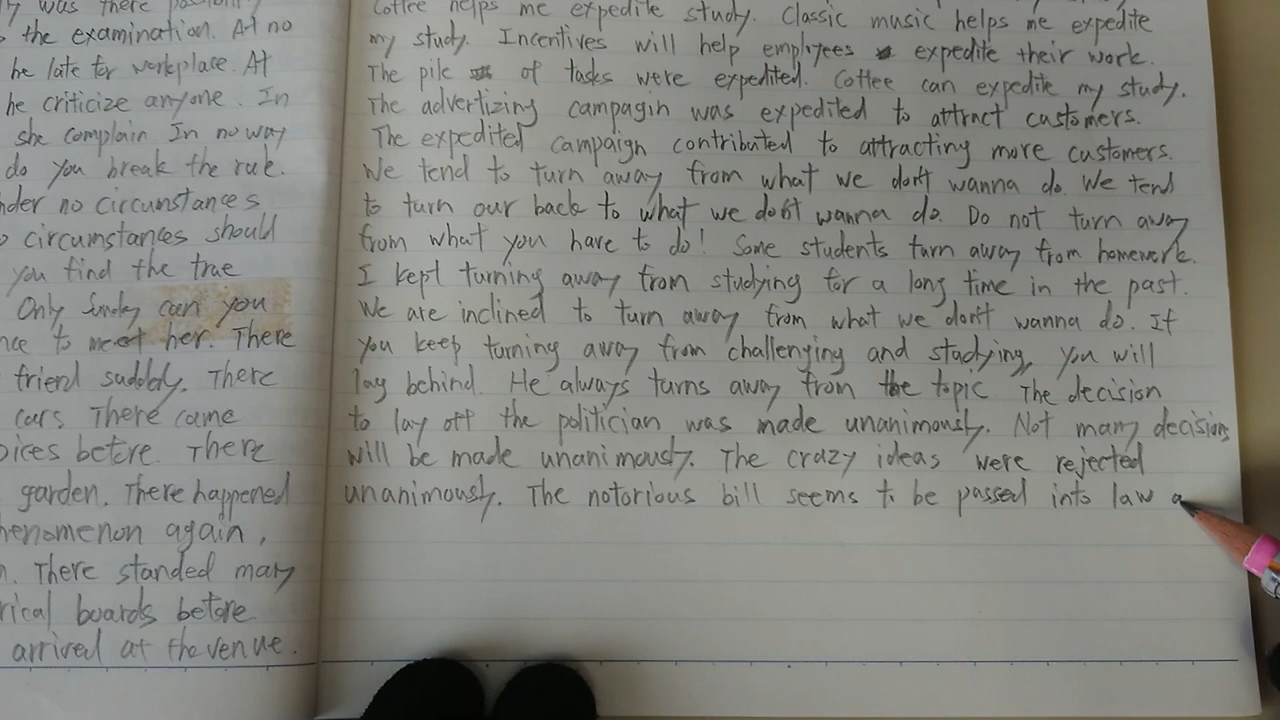 was there
the examination. At no
he late for workplace. At
he criticize anyone. In
she complain In no way
do you break the rule.
nder no circumstances
circumstances should
you find the true
Only Sunday can you
nce to meet her. There
friend suddnly. There
cars There came
oices before. There
garden. There happened
henomenon again,
n. There standed many
rical boards before
arrived at the venue.
Coffee helps me expedite study. Classic music helps me expedite
my study. Incentives will help employees expedite their work.
The pile of tasks were expedited. Coffee can expedite my study.
The advertizing campagin was expedited to attract customers.
The expedited campaign contributed to attracting more customers.
We tend to turn away from what we don't wanna do. We tend
to turn our back to what we don't wanna do. Do not turn away
from what you have to do! Some students turn away from homework.
I kept turning away from studying for a long time in the past.
We are inclined to turn away from what we don't wanna do. If
you keep turning away from challenging and studying, you will
lag behind. He always turns away from the topic The decision
to lay off the politician was made unanimously. Not many decisions
will be made unanimously. The crazy ideas were rejected
unanimously. The notorious bill seems to be passed into law a